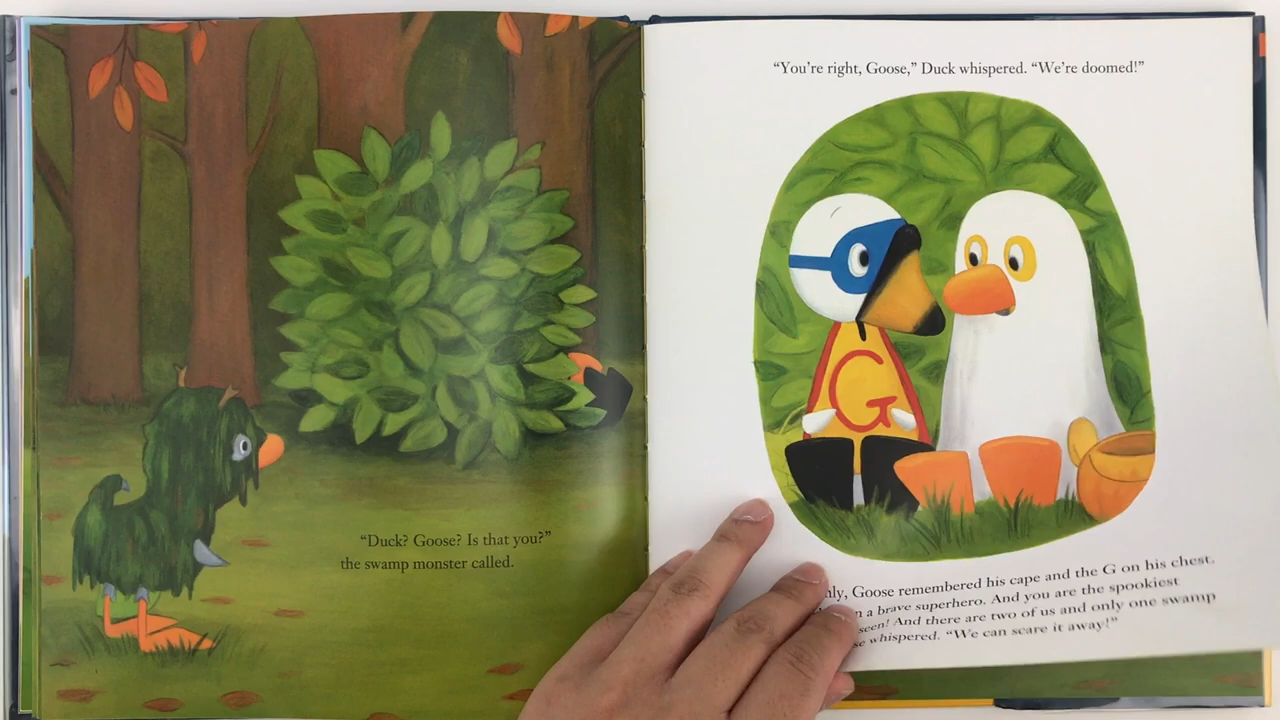 “Duck? Goose? Is that you?”
the swamp monster called.
“You’re right, Goose,” Duck whispered. “We’re doomed!”
G
Goose remembered his cape and the G on his chest.
a brave superhero. And you are the spookiest
seen! And there are two of us and only one swamp
whispered. “We can scare it away!”